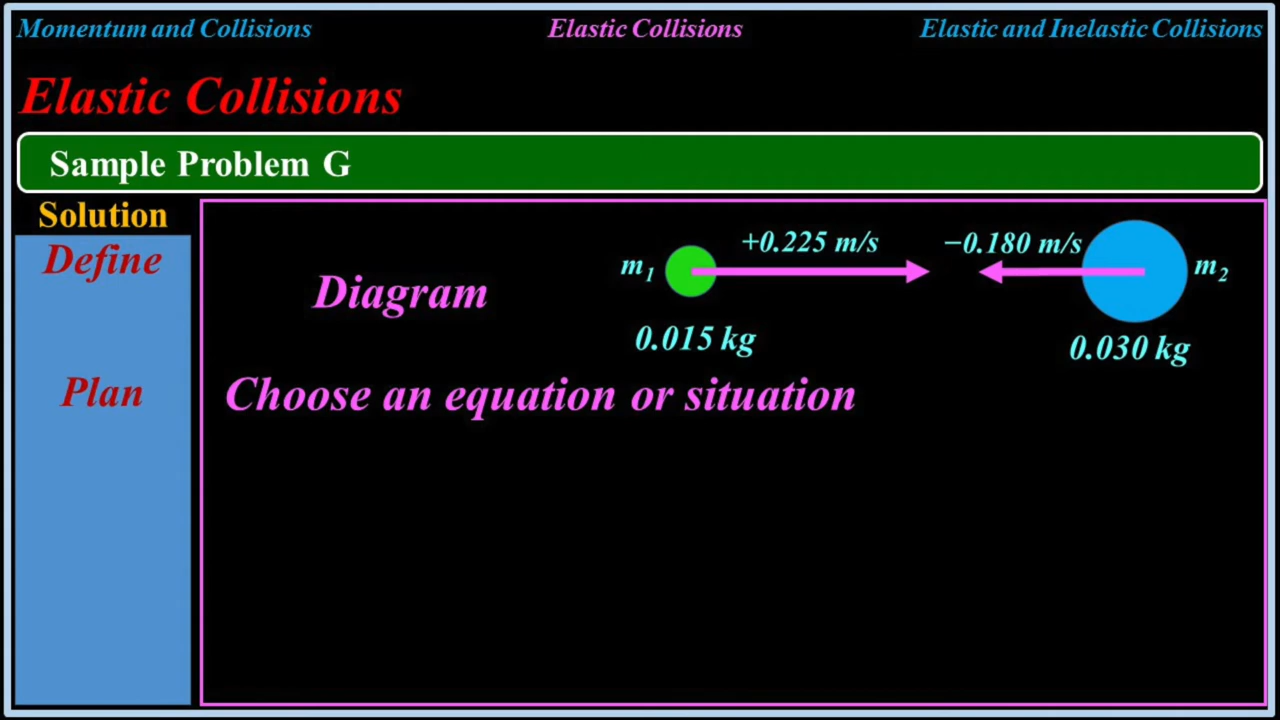 Momentum and Collisions
Elastic Collisions
Elastic and Inelastic Collisions
Elastic Collisions
Sample Problem G
Solution
Define
Diagram
m1
+0.225 m/s
−0.180 m/s
m2
0.015 kg
0.030 kg
Plan
Choose an equation or situation